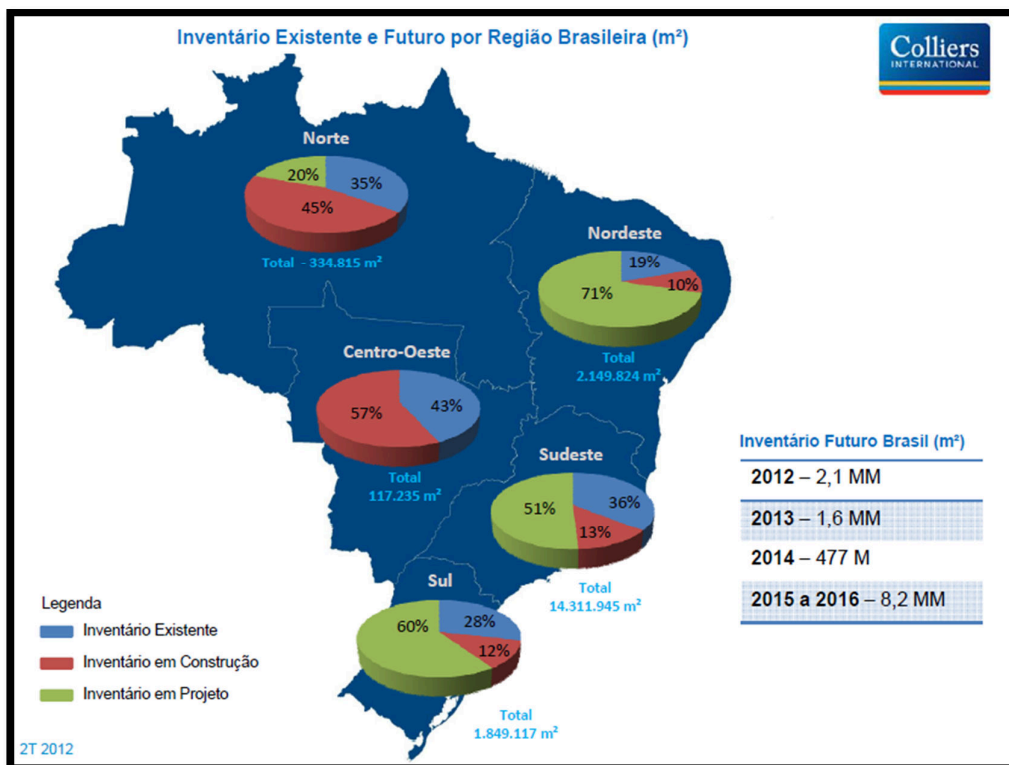 Inventário Existente e Futuro por Região Brasileira (m²)
Colliers
INTERNATIONAL
Norte
20%
35%
45%
Total - 334.815 m²
Nordeste
19%
10%
71%
Total
2.149.824 m²
Centro-Oeste
57%
43%
Total
117.235 m²
Sudeste
51%
36%
13%
Total
14.311.945 m²
Sul
60%
28%
12%
Total
1.849.117 m²
Inventário Futuro Brasil (m²)
2012 – 2,1 MM
2013 – 1,6 MM
2014 – 477 M
2015 a 2016 – 8,2 MM
Legenda
Inventário Existente
Inventário em Construção
Inventário em Projeto
2T 2012